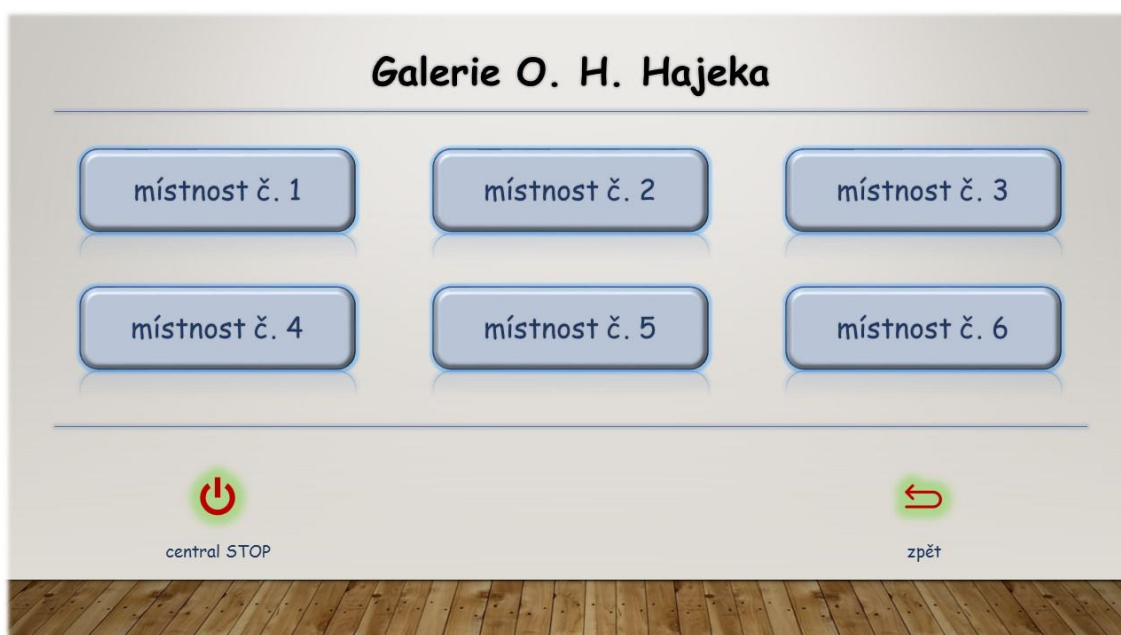 Galerie O. H. Hajeka
místnost č. 1
místnost č. 2
místnost č. 3
místnost č. 4
místnost č. 5
místnost č. 6
central STOP
zpět